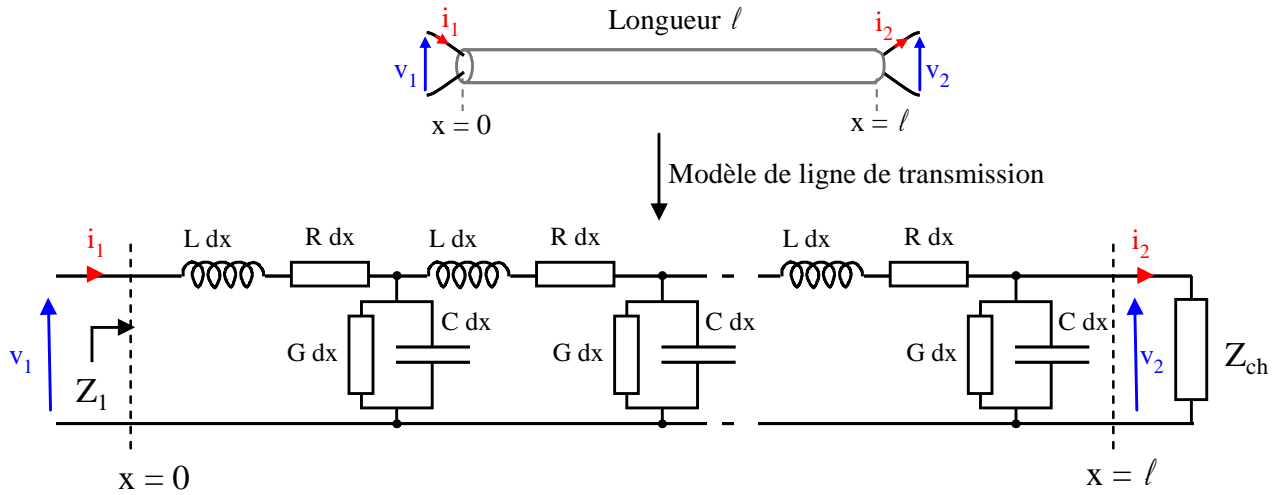 Longueur ℓ
i₁
i₂
v₁
v₂
x = 0
x = ℓ
Modèle de ligne de transmission
i₁
L dx
R dx
L dx
R dx
L dx
R dx
i₂
G dx
C dx
G dx
C dx
G dx
C dx
v₁
Z₁
v₂
Z_ch
x = 0
x = ℓ